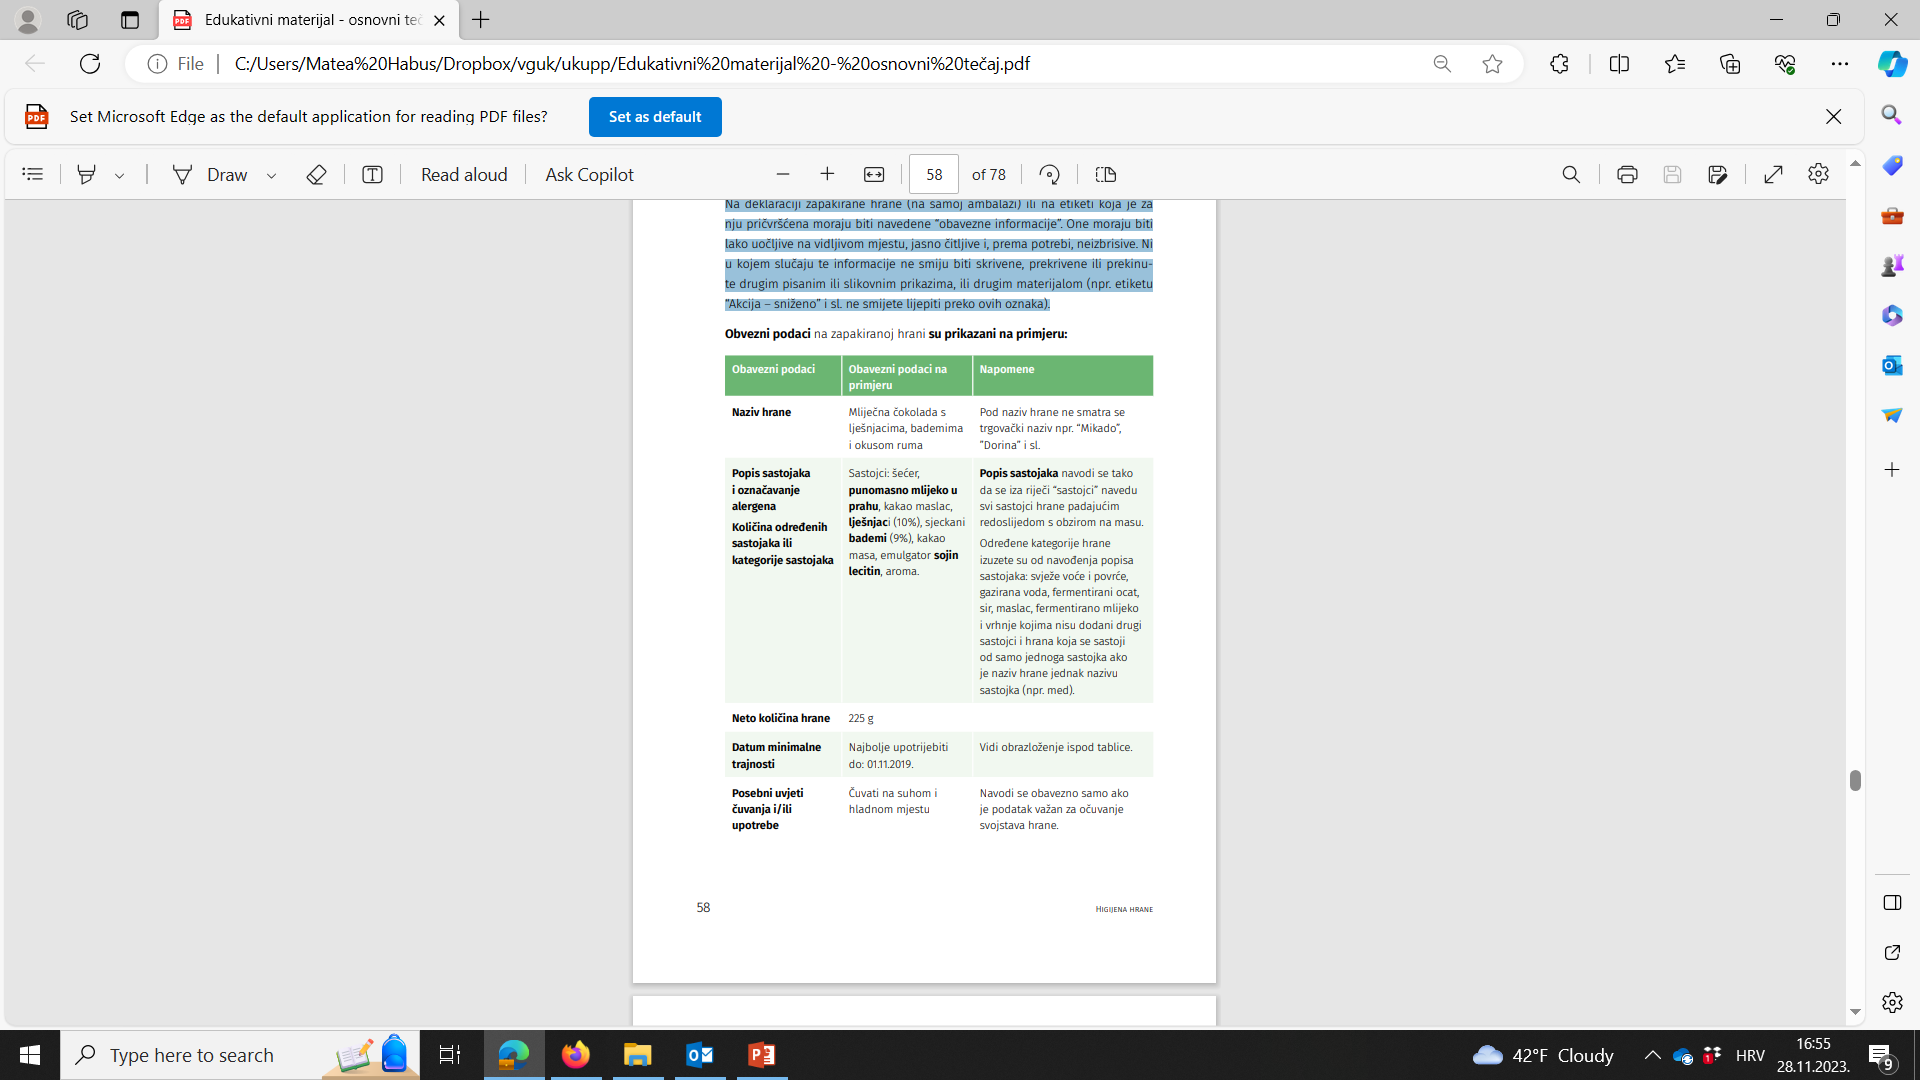 Edukativni materijal - osnovni teč
File
C:/Users/Matea%20Habus/Dropbox/vguk/ukupp/Edukativni%20materijal%20-%20osnovni%20tečaj.pdf
Set Microsoft Edge as the default application for reading PDF files?
Set as default
Draw
Read aloud
Ask Copilot
58
of 78
Na deklaraciji zapakirane hrane (na samoj ambalaži) ili na etiketi koja je za
nju pričvršćena moraju biti navedene “obavezne informacije”. One moraju biti
lako uočljive na vidljivom mjestu, jasno čitljive i, prema potrebi, neizbrisive. Ni
u kojem slučaju te informacije ne smiju biti skrivene, prekrivene ili prekinu-
te drugim pisanim ili slikovnim prikazima, ili drugim materijalom (npr. etiketu
“Akcija – sniženo” i sl. ne smijete lijepiti preko ovih oznaka).
Obvezni podaci na zapakiranoj hrani su prikazani na primjeru:
Obavezni podaci
Obavezni podaci na
primjeru
Napomene
Naziv hrane
Mliječna čokolada s
lješnjacima, bademima
i okusom ruma
Pod naziv hrane ne smatra se
trgovački naziv npr. “Mikado”,
”Dorina” i sl.
Popis sastojaka
i označavanje
alergena
Količina određenih
sastojaka ili
kategorije sastojaka
Sastojci: šećer,
punomasno mlijeko u
prahu, kakao maslac,
lješnjaci (10%), sjeckani
bademi (9%), kakao
masa, emulgator sojin
lecitin, aroma.
Popis sastojaka navodi se tako
da se iza riječi “sastojci” navedu
svi sastojci hrane padajućim
redoslijedom s obzirom na masu.
Određene kategorije hrane
izuzete su od navođenja popisa
sastojaka: svježe voće i povrće,
gazirana voda, fermentirani ocat,
sir, maslac, fermentirano mlijeko
i vrhnje kojima nisu dodani drugi
sastojci i hrana koja se sastoji
od samo jednoga sastojka ako
je naziv hrane jednak nazivu
sastojka (npr. med).
Neto količina hrane
225 g
Datum minimalne
trajnosti
Najbolje upotrijebiti
do: 01.11.2019.
Vidi obrazloženje ispod tablice.
Posebni uvjeti
čuvanja i/ili
upotrebe
Čuvati na suhom i
hladnom mjestu
Navodi se obavezno samo ako
je podatak važan za očuvanje
svojstava hrane.
58
Higijena hrane
Type here to search
42°F Cloudy
1
HRV
16:55
28.11.2023.
9